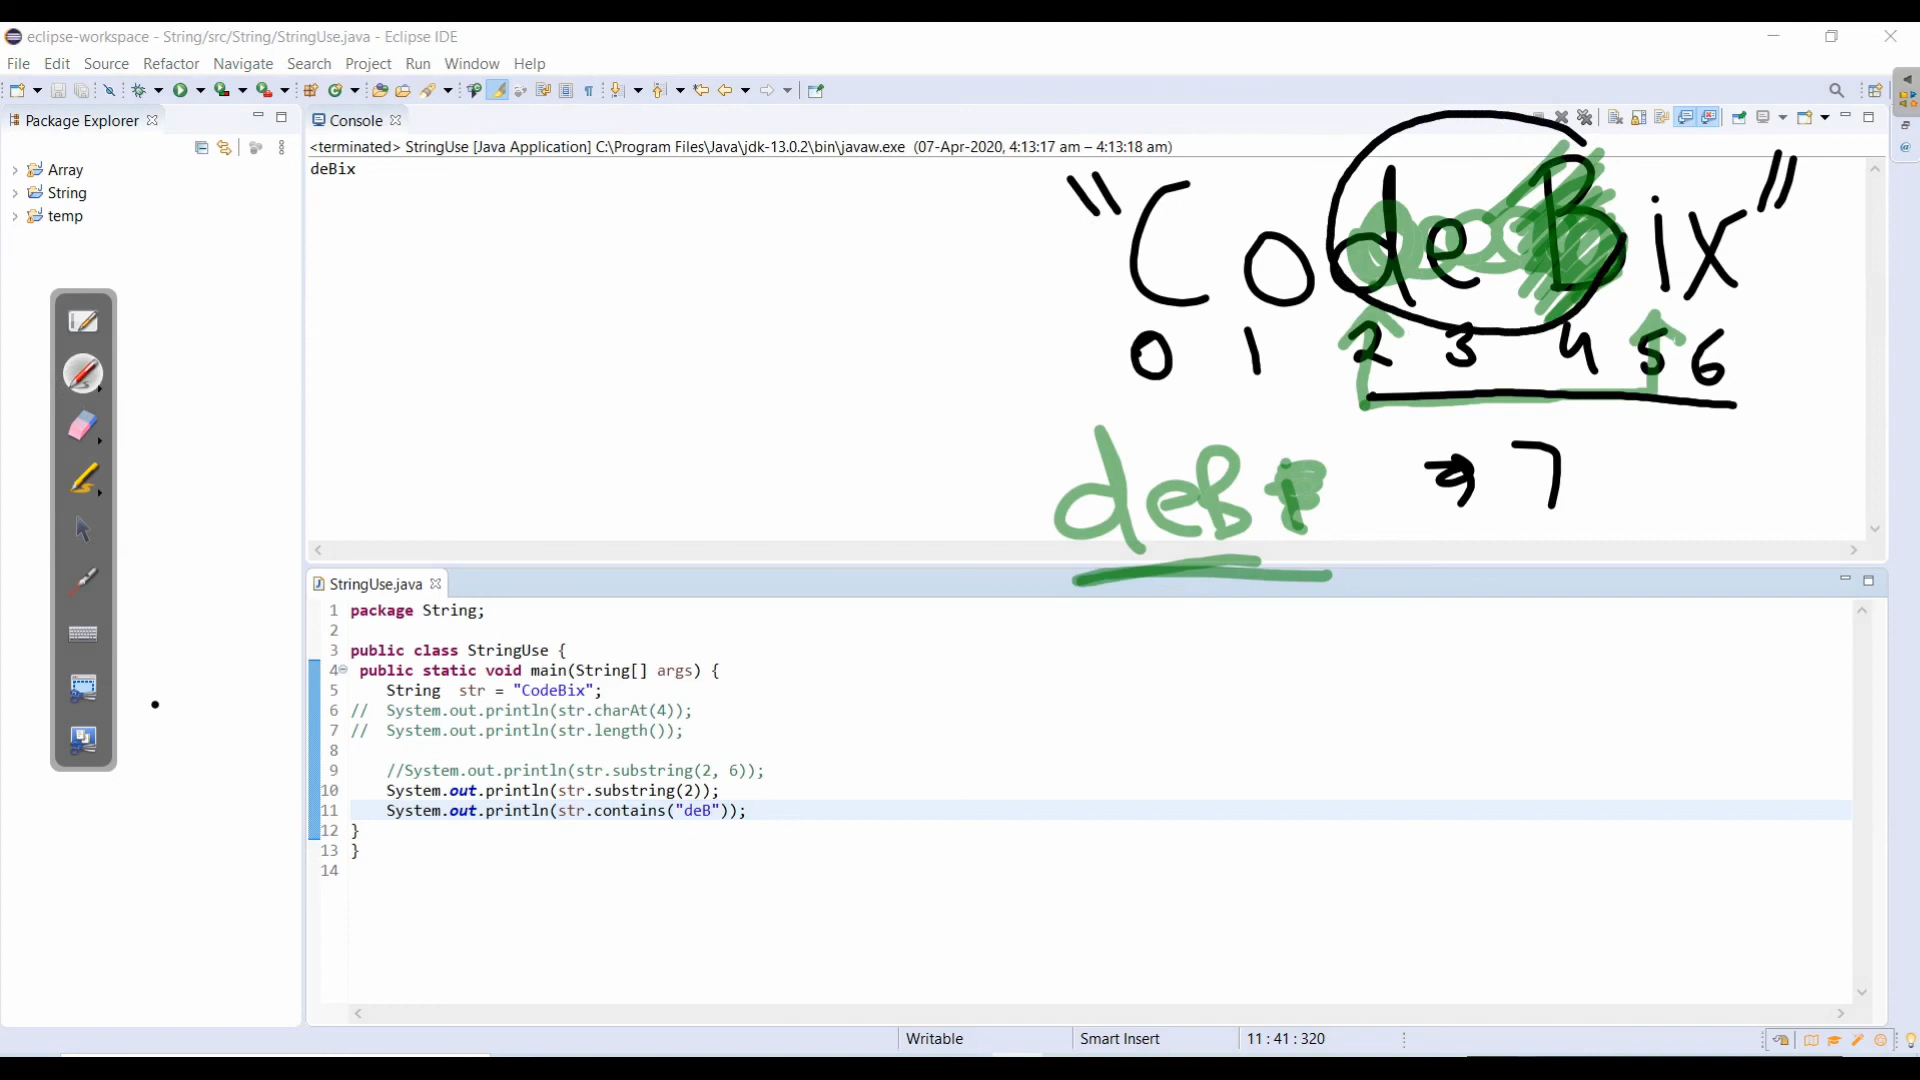 eclipse-workspace - String/src/String/StringUse.java - Eclipse IDE
File Edit Source Refactor Navigate Search Project Run Window Help
Package Explorer
Console
<terminated> StringUse [Java Application] C:\Program Files\Java\jdk-13.0.2\bin\javaw.exe (07-Apr-2020, 4:13:17 am – 4:13:18 am)
deBix
Array
String
temp
"CodeBix"
0 1 2 3 4 5 6
deBi
⇒ 7
StringUse.java
1 package String;
2
3 public class StringUse {
4 public static void main(String[] args) {
5 String str = "CodeBix";
6 // System.out.println(str.charAt(4));
7 // System.out.println(str.length());
8
9 //System.out.println(str.substring(2, 6));
10 System.out.println(str.substring(2));
11 System.out.println(str.contains("deB"));
12 }
13 }
14
Writable Smart Insert 11 : 41 : 320